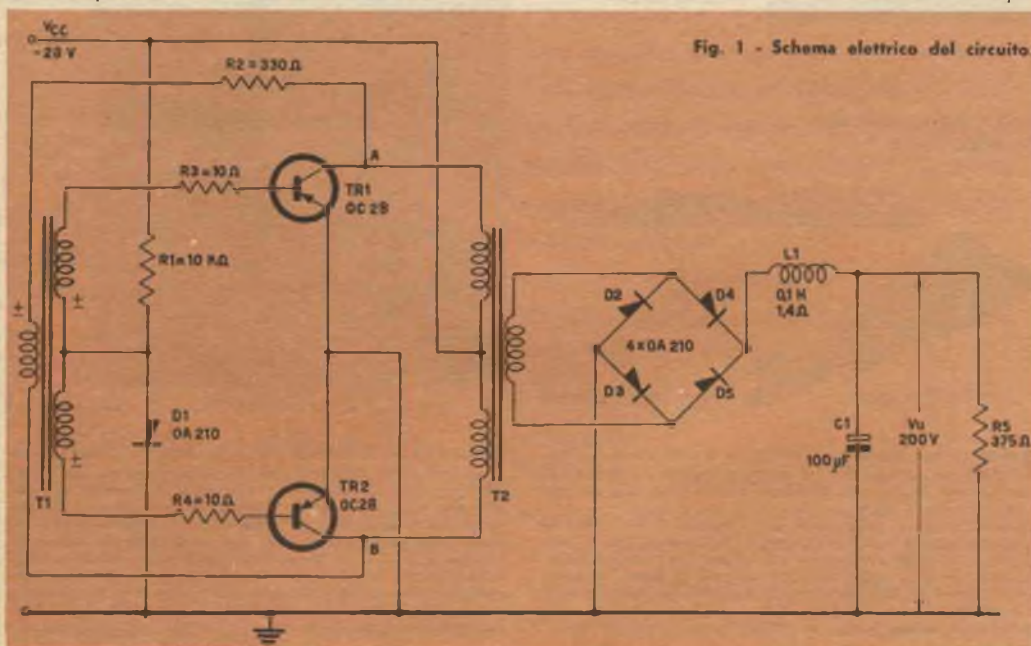 Fig. 1 - Schema elettrico del circuito
VCC
-28 V
R2 = 330 Ω
R3 = 10 Ω
A
TR1
OC 28
R1 = 10 KΩ
±
±
±
T1
D1
OA 210
R4 = 10 Ω
TR2
OC 28
B
T2
D2
D4
4 x OA 210
D3
D5
L1
0,1 H
1,4 Ω
C1
100 µF
Vu
200 V
R5
375 Ω